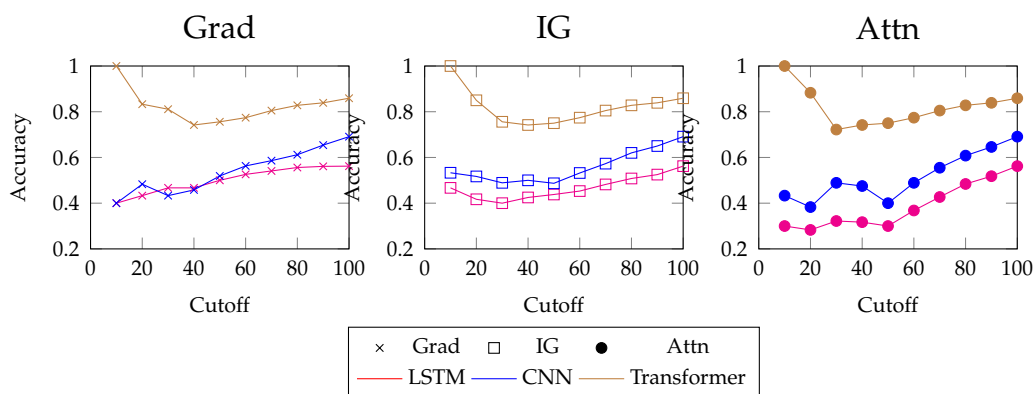 Grad IG Attn
1 1 1
0.8 0.8 0.8
0.6 0.6 0.6
0.4 0.4 0.4
0.2 0.2 0.2
Accuracy Accuracy Accuracy
0 20 40 60 80 100 0 20 40 60 80 100 0 20 40 60 80 100
Cutoff Cutoff Cutoff
Grad IG Attn
LSTM CNN Transformer